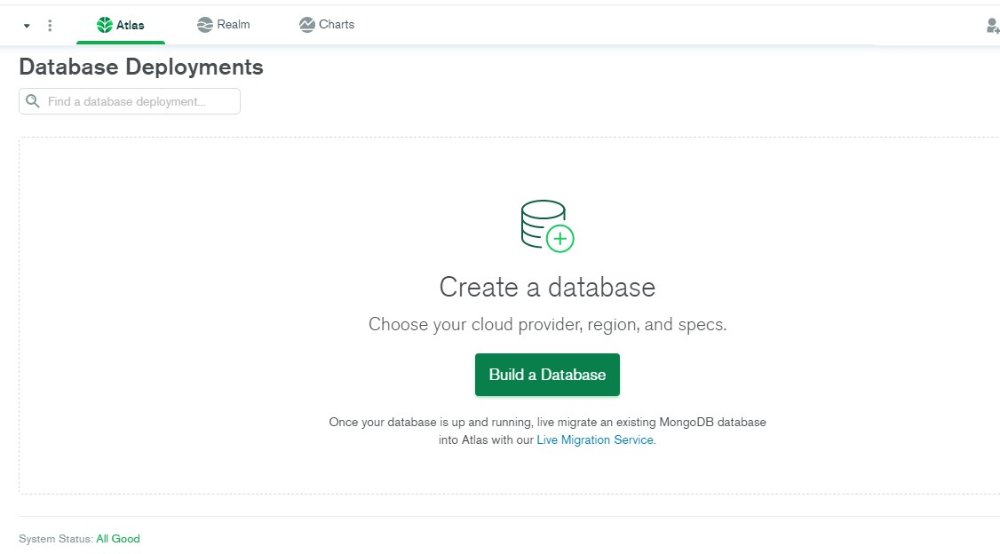 Atlas
Realm
Charts
Database Deployments
Find a database deployment...
Create a database
Choose your cloud provider, region, and specs.
Build a Database
Once your database is up and running, live migrate an existing MongoDB database
into Atlas with our Live Migration Service.
System Status: All Good